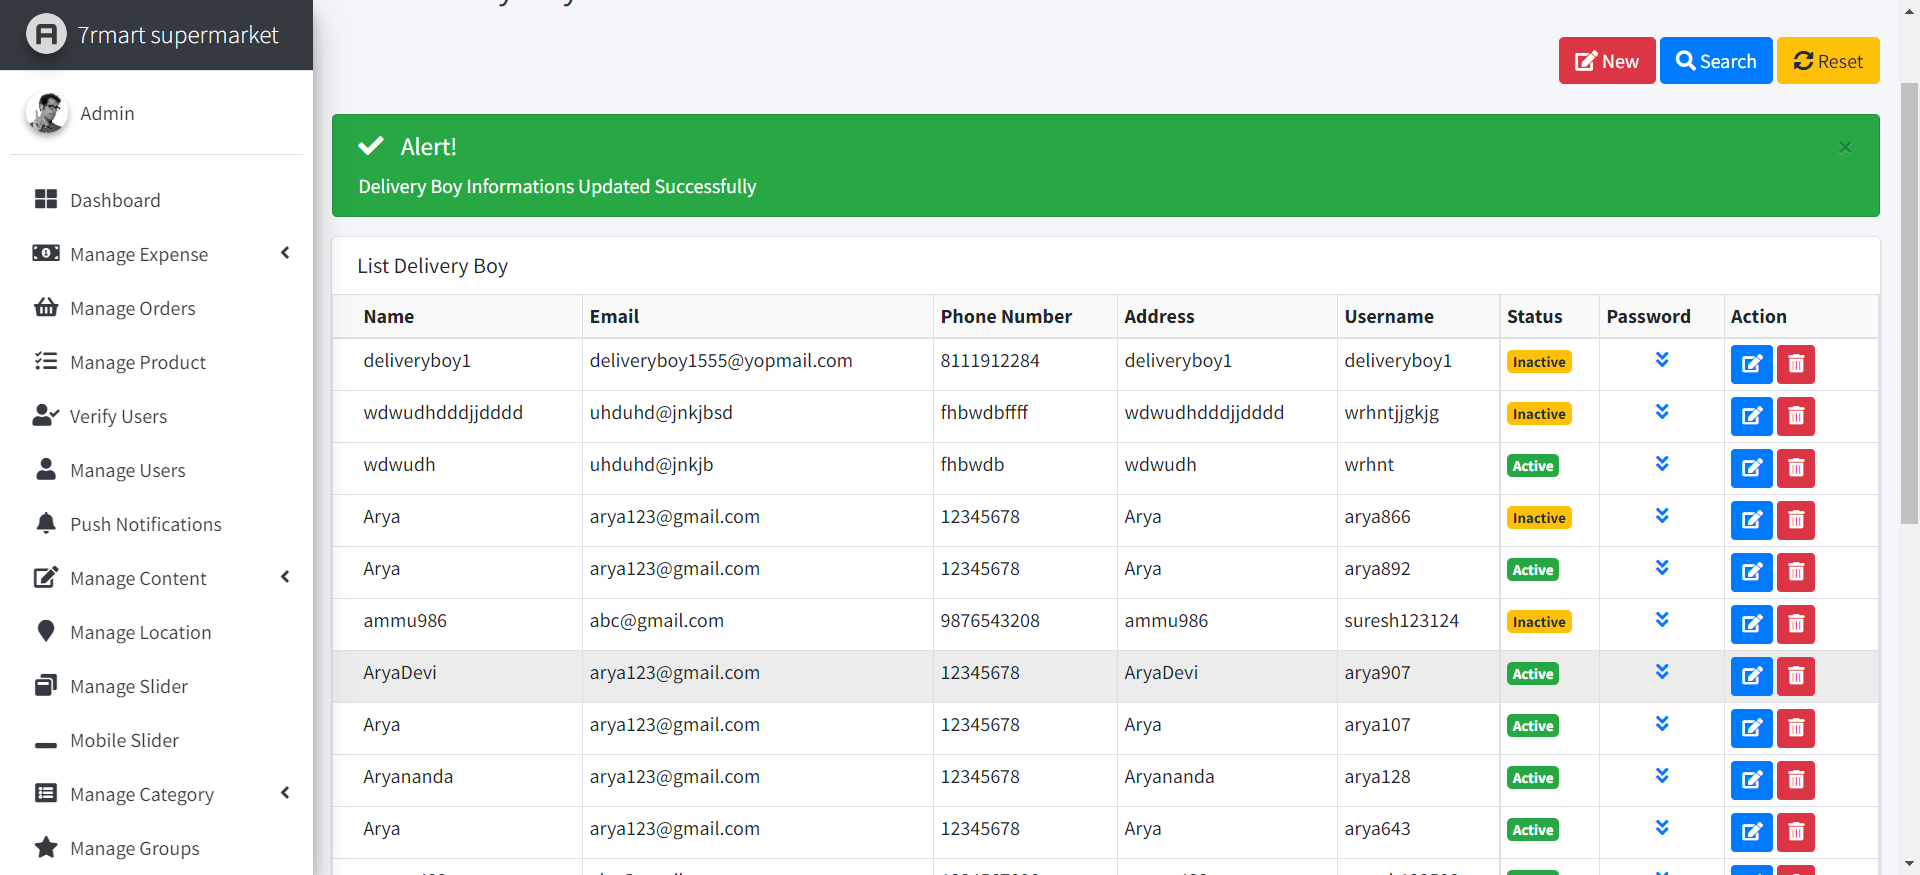 7rmart supermarket
Admin
Dashboard
Manage Expense
Manage Orders
Manage Product
Verify Users
Manage Users
Push Notifications
Manage Content
Manage Location
Manage Slider
Mobile Slider
Manage Category
Manage Groups
New Search Reset
Alert! ×
Delivery Boy Informations Updated Successfully
List Delivery Boy
Name Email Phone Number Address Username Status Password Action
deliveryboy1 deliveryboy1555@yopmail.com 8111912284 deliveryboy1 deliveryboy1 Inactive
wdwudhdddjjdddd uhduhd@jnkjbsd fhbwdbffff wdwudhdddjjdddd wrhntjjgkjg Inactive
wdwudh uhduhd@jnkjb fhbwdb wdwudh wrhnt Active
Arya arya123@gmail.com 12345678 Arya arya866 Inactive
Arya arya123@gmail.com 12345678 Arya arya892 Active
ammu986 abc@gmail.com 9876543208 ammu986 suresh123124 Inactive
AryaDevi arya123@gmail.com 12345678 AryaDevi arya907 Active
Arya arya123@gmail.com 12345678 Arya arya107 Active
Aryananda arya123@gmail.com 12345678 Aryananda arya128 Active
Arya arya123@gmail.com 12345678 Arya arya643 Active